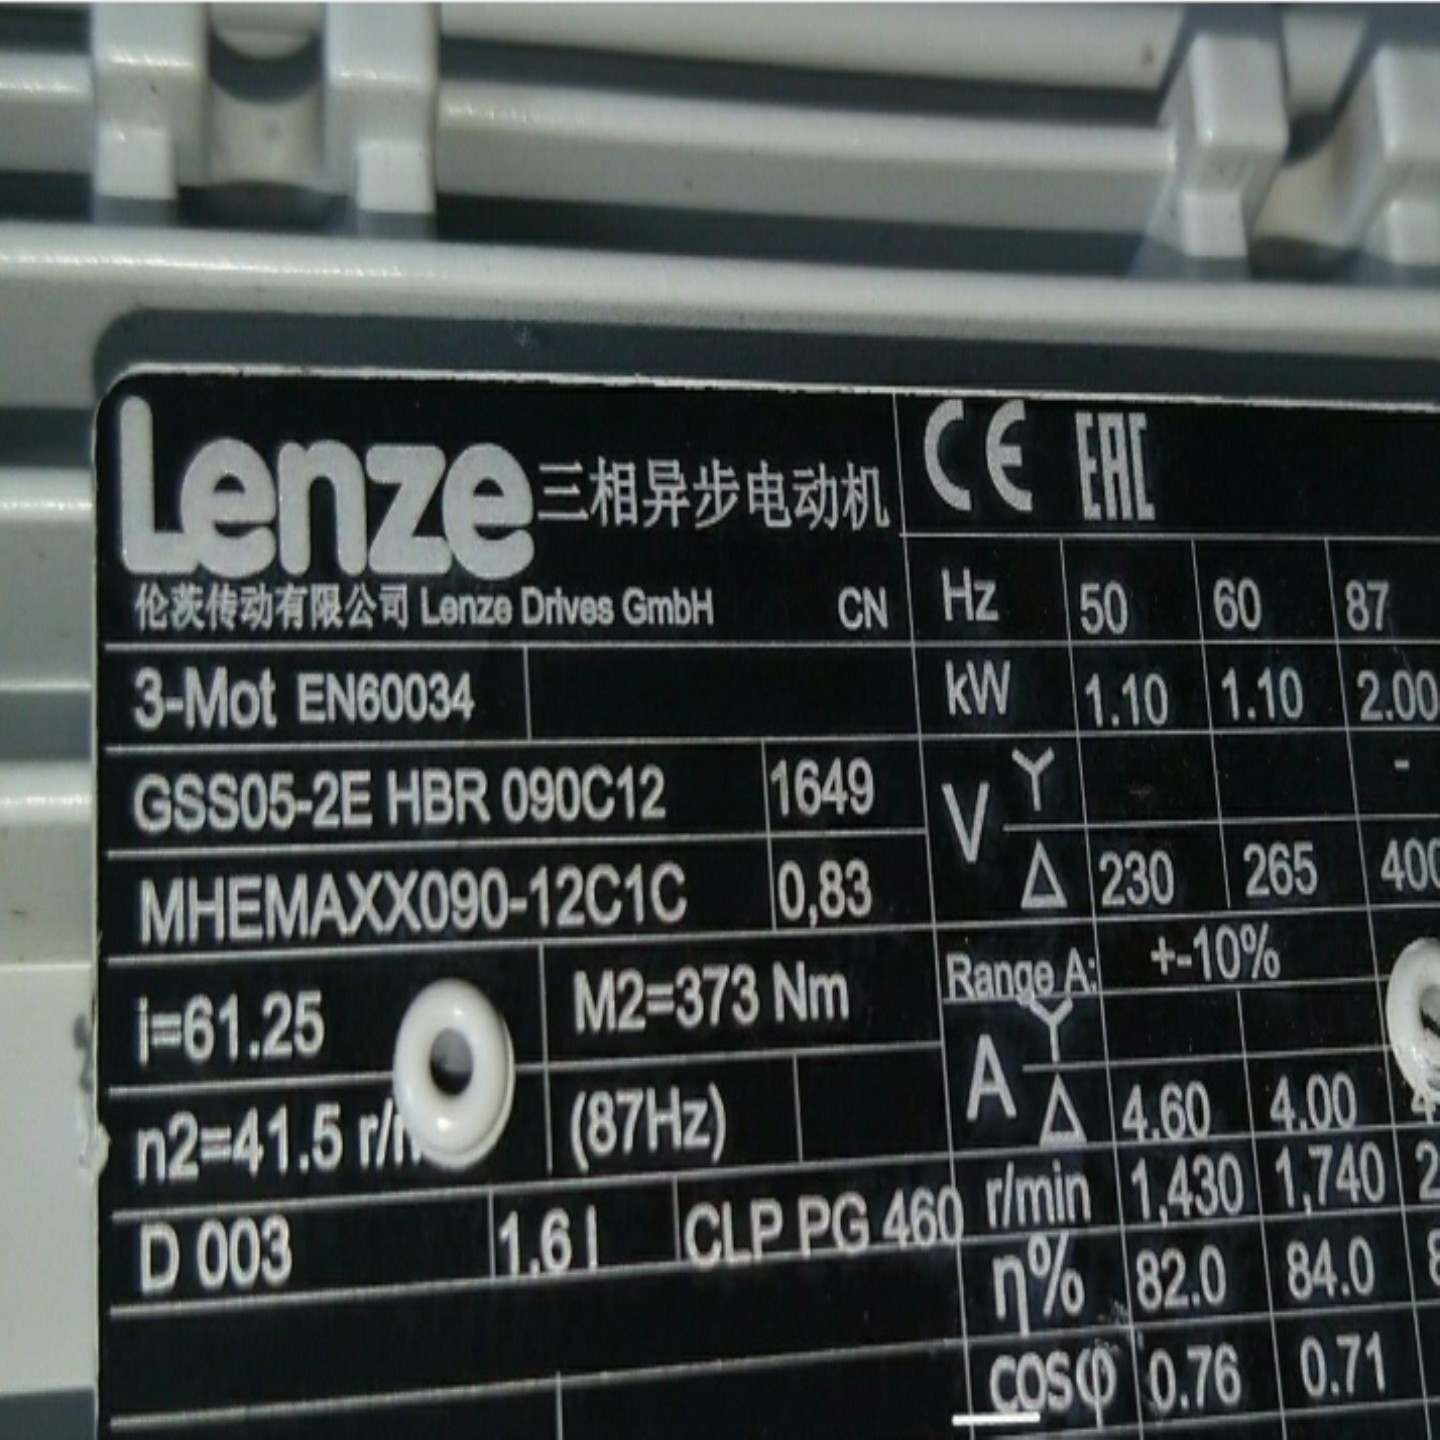 Lenze 三相异步电动机 CE EAC
伦茨传动有限公司 Lenze Drives GmbH CN
Hz 50 60 87
3-Mot EN60034
kW 1.10 1.10 2.00
GSS05-2E HBR 090C12 1649
V Y -
MHEMAXX090-12C1C 0,83
Δ 230 265 400
Range A: +-10%
i=61.25 M2=373 Nm
A Y
n2=41.5 (87Hz)
Δ 4.60 4.00
D 003 1.6 l CLP PG 460
r/min 1,430 1,740
η% 82.0 84.0
cosφ 0.76 0.71